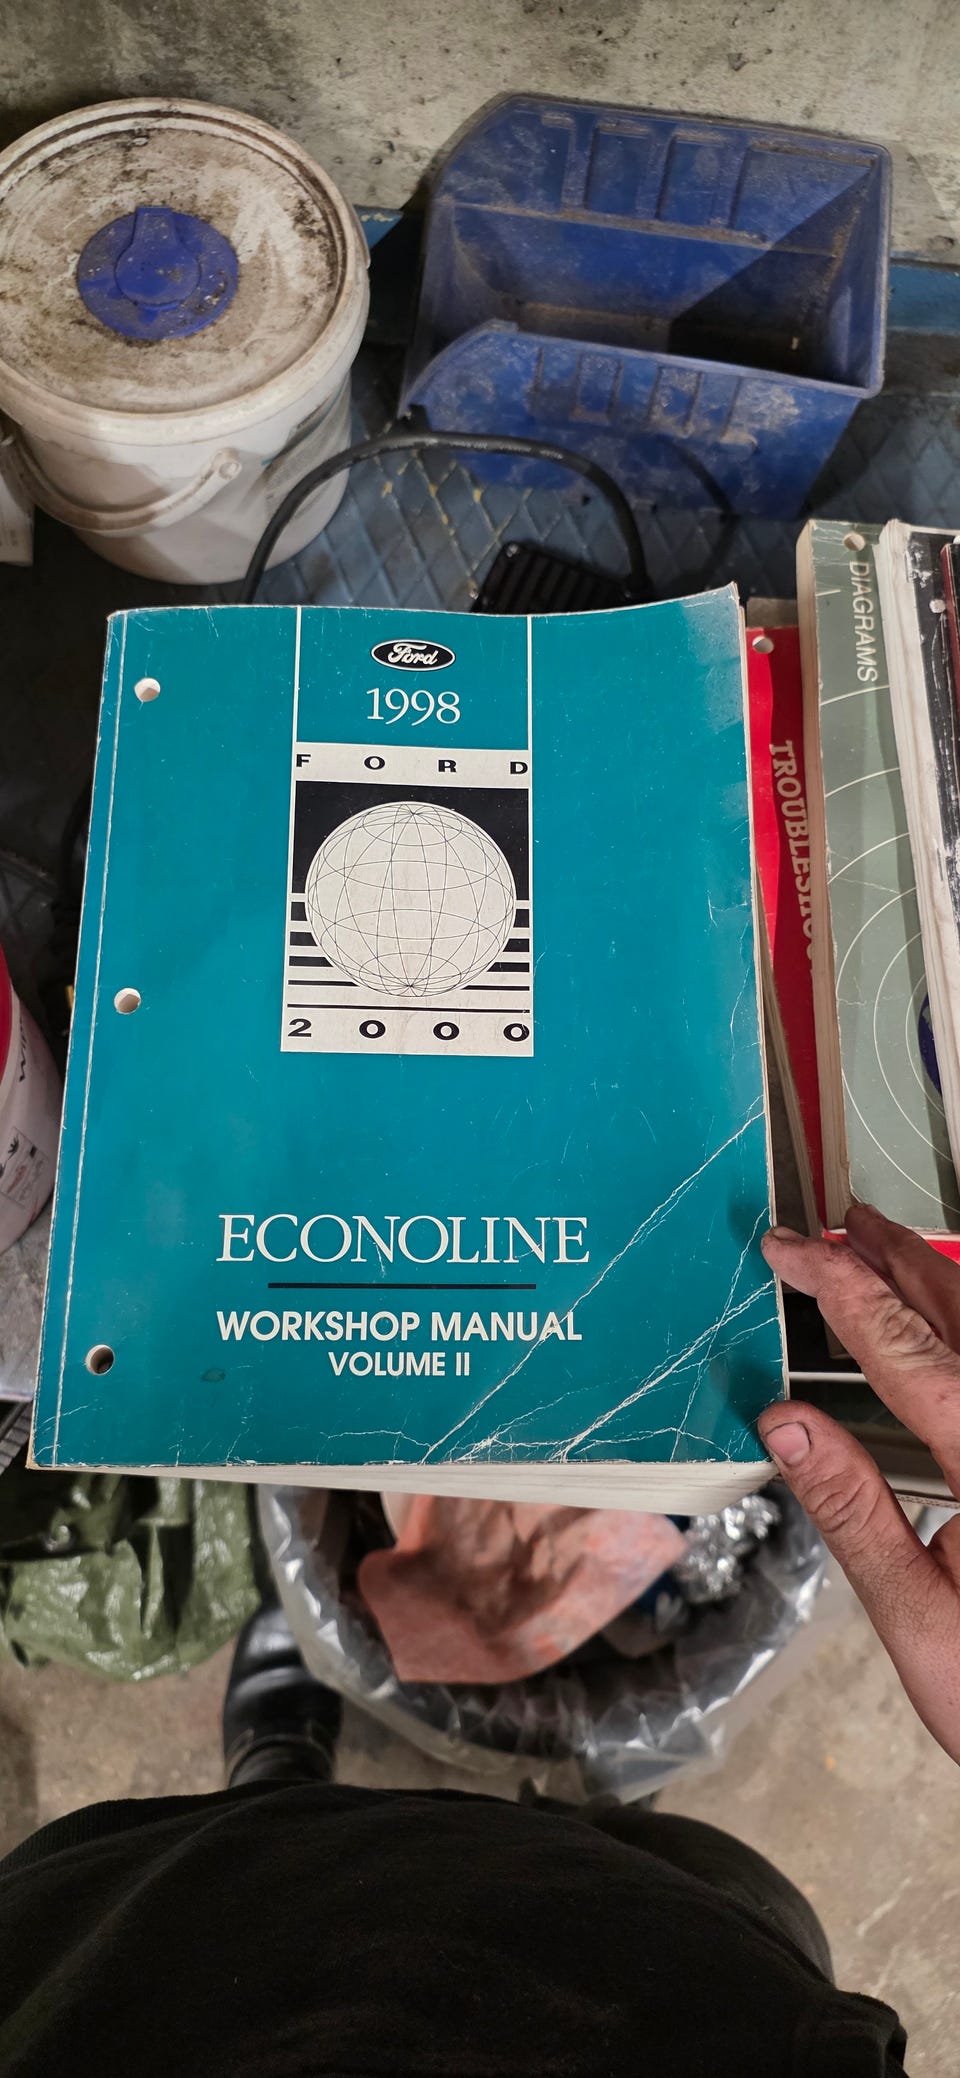 Ford
1998
FORD
2000
ECONOLINE
WORKSHOP MANUAL
VOLUME II
DIAGRAMS